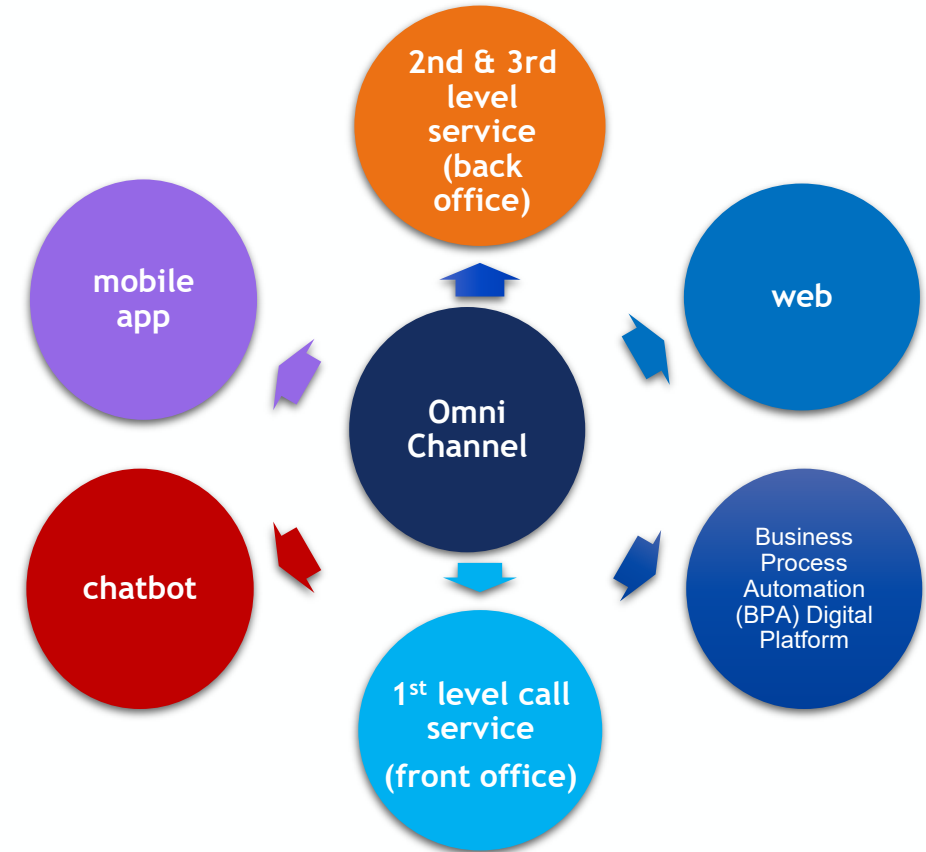 2nd & 3rd
level
service
(back
office)
mobile
app
web
Omni
Channel
chatbot
Business
Process
Automation
(BPA) Digital
Platform
1st level call
service
(front office)